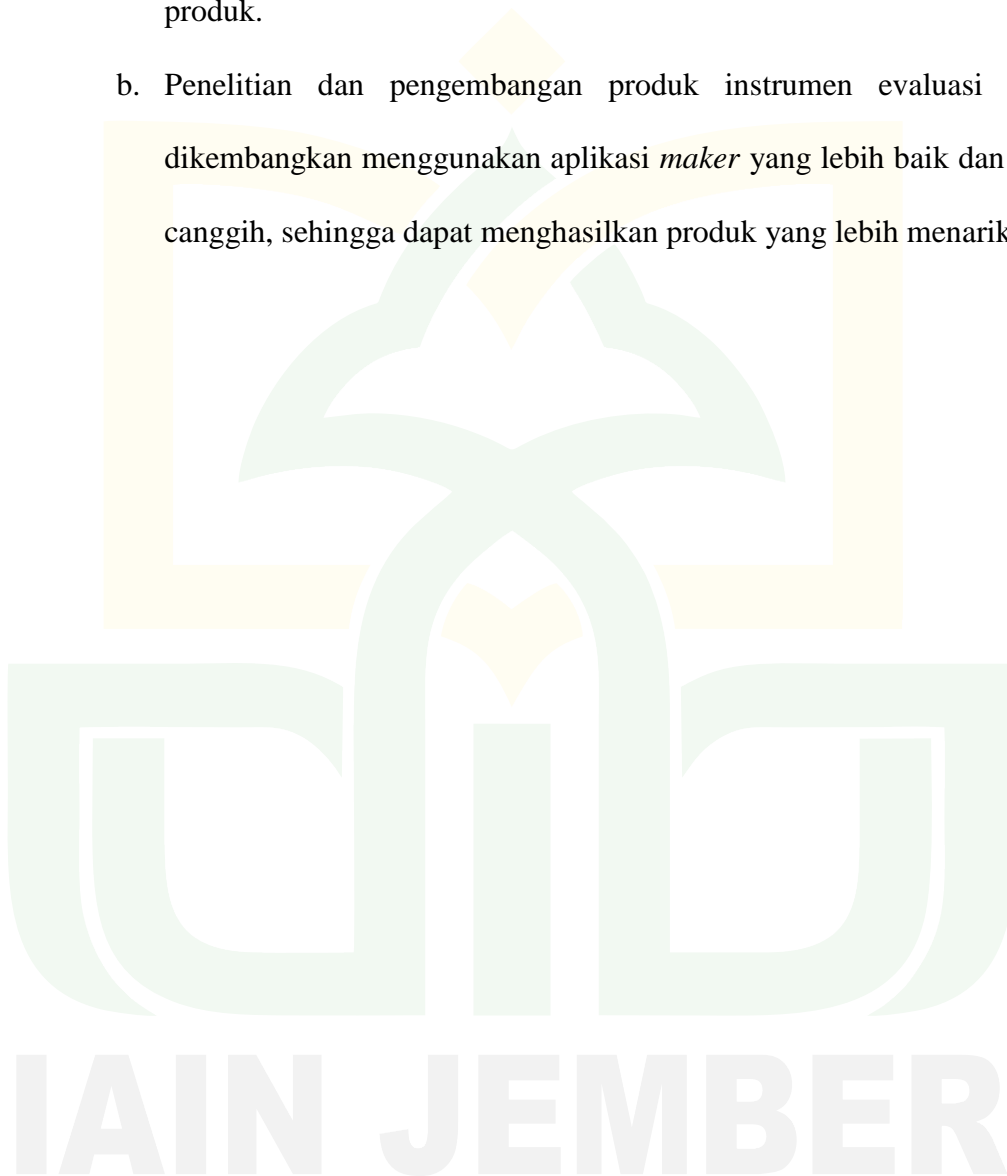 produk.
b. Penelitian dan pengembangan produk instrumen evaluasi
dikembangkan menggunakan aplikasi maker yang lebih baik dan
canggih, sehingga dapat menghasilkan produk yang lebih menarik
IAIN JEMBER